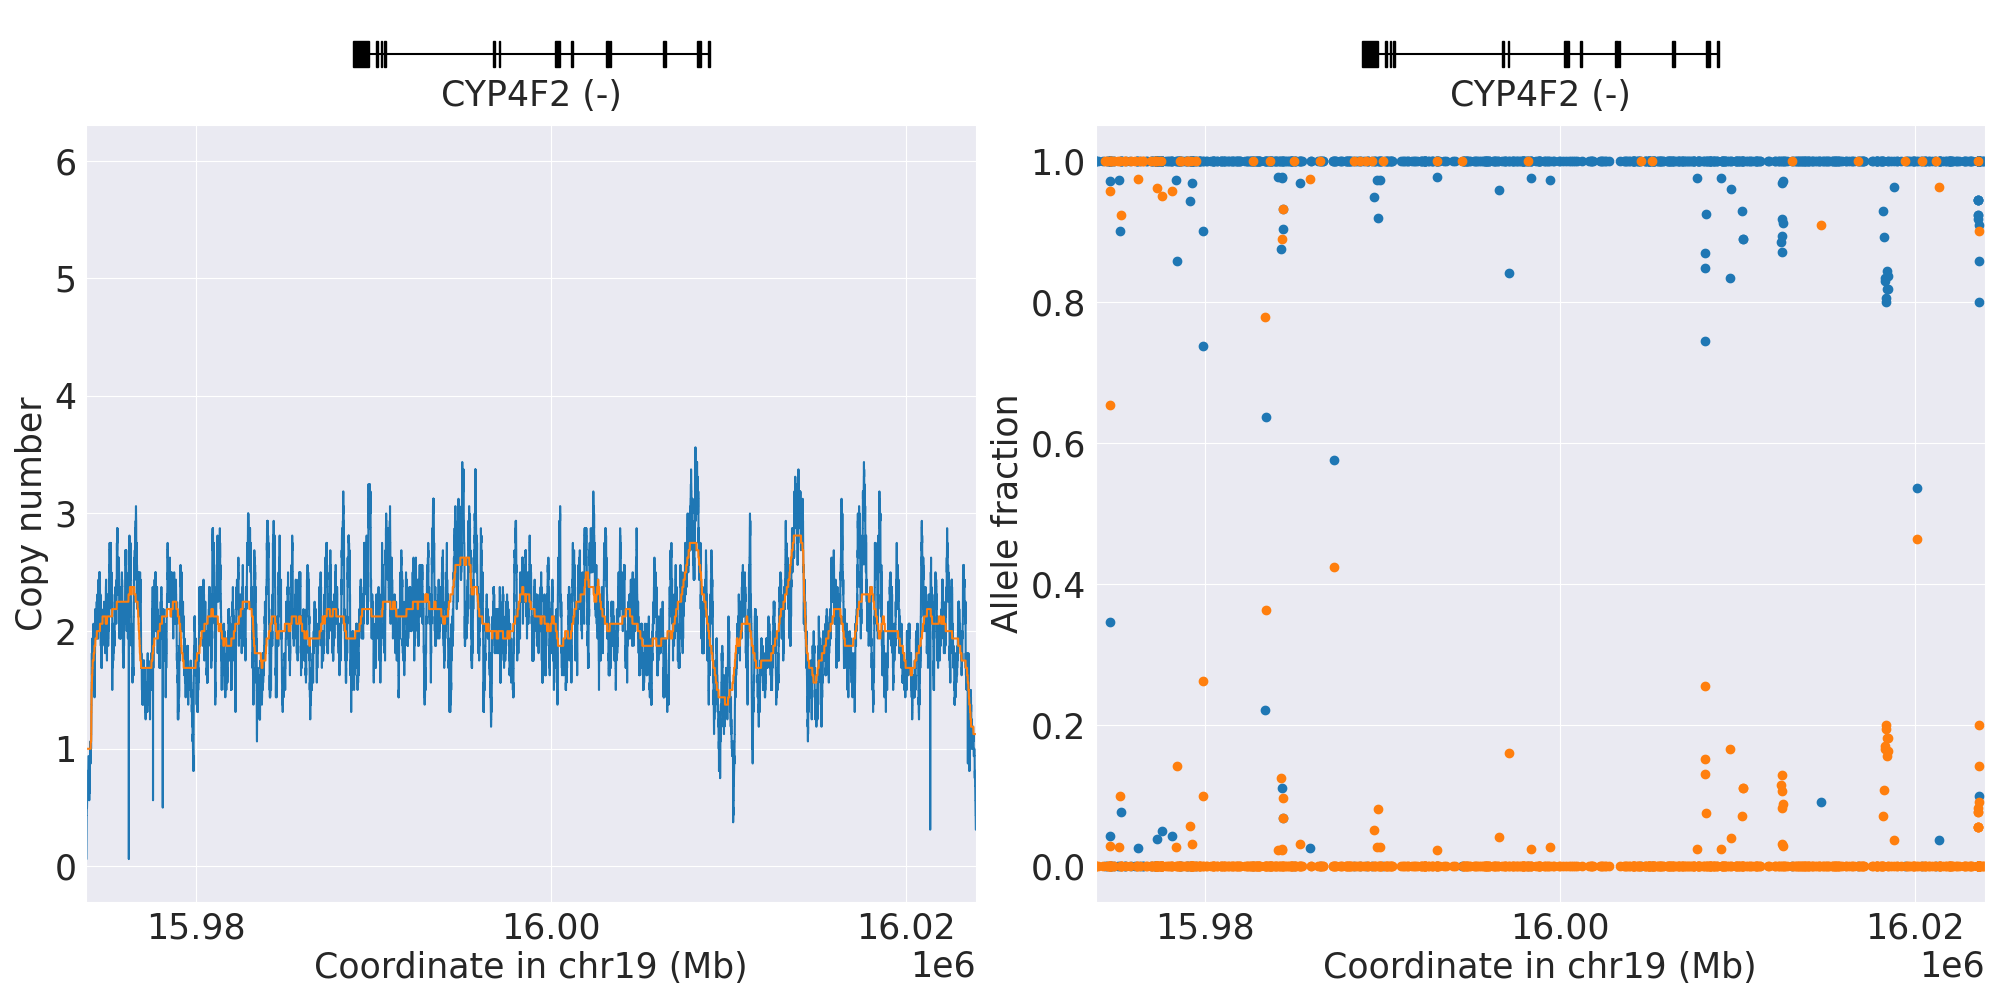 CYP4F2 (-)
CYP4F2 (-)
Copy number
6
5
4
3
2
1
0
15.98
16.00
16.02
Coordinate in chr19 (Mb)
1e6
Allele fraction
1.0
0.8
0.6
0.4
0.2
0.0
15.98
16.00
16.02
Coordinate in chr19 (Mb)
1e6